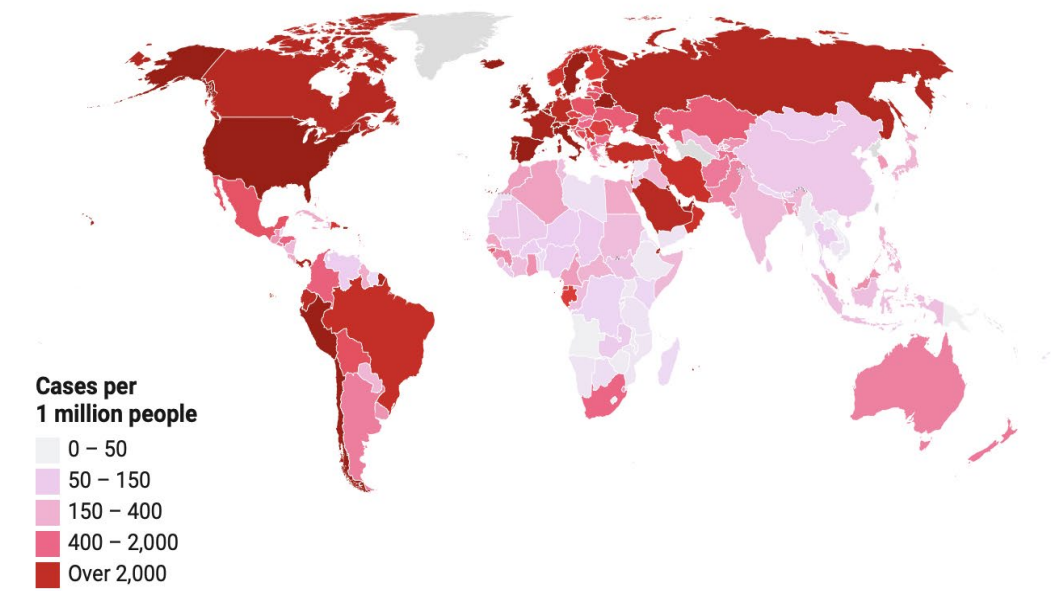 Cases per
1 million people
0 – 50
50 – 150
150 – 400
400 – 2,000
Over 2,000